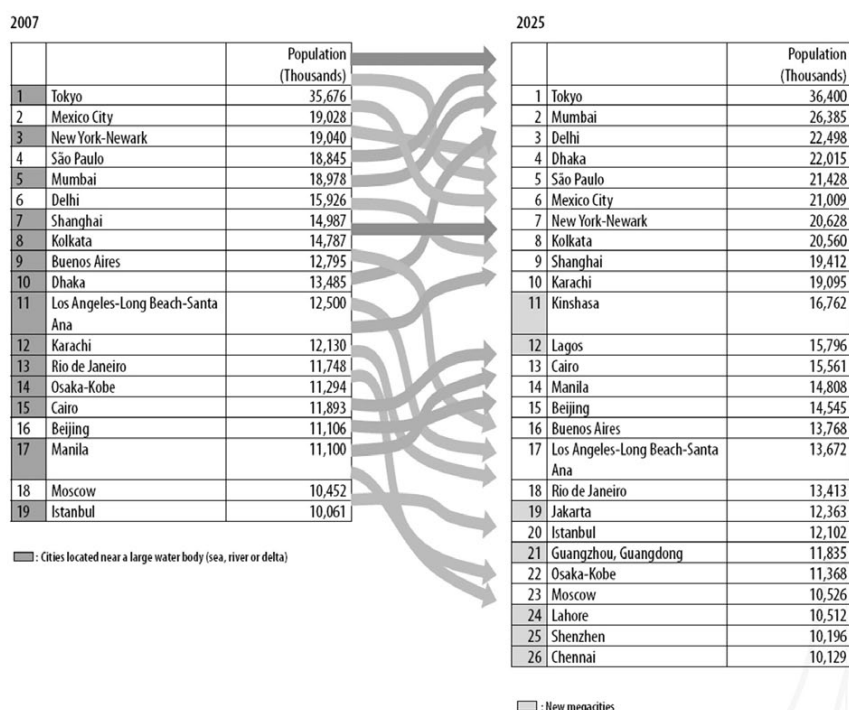 2007
Population
(Thousands)
1 Tokyo 35,676
2 Mexico City 19,028
3 New York-Newark 19,040
4 São Paulo 18,845
5 Mumbai 18,978
6 Delhi 15,926
7 Shanghai 14,987
8 Kolkata 14,787
9 Buenos Aires 12,795
10 Dhaka 13,485
11 Los Angeles-Long Beach-Santa 12,500
Ana
12 Karachi 12,130
13 Rio de Janeiro 11,748
14 Osaka-Kobe 11,294
15 Cairo 11,893
16 Beijing 11,106
17 Manila 11,100
18 Moscow 10,452
19 Istanbul 10,061
: Cities located near a large water body (sea, river or delta)
2025
Population
(Thousands)
1 Tokyo 36,400
2 Mumbai 26,385
3 Delhi 22,498
4 Dhaka 22,015
5 São Paulo 21,428
6 Mexico City 21,009
7 New York-Newark 20,628
8 Kolkata 20,560
9 Shanghai 19,412
10 Karachi 19,095
11 Kinshasa 16,762
12 Lagos 15,796
13 Cairo 15,561
14 Manila 14,808
15 Beijing 14,545
16 Buenos Aires 13,768
17 Los Angeles-Long Beach-Santa 13,672
Ana
18 Rio de Janeiro 13,413
19 Jakarta 12,363
20 Istanbul 12,102
21 Guangzhou, Guangdong 11,835
22 Osaka-Kobe 11,368
23 Moscow 10,526
24 Lahore 10,512
25 Shenzhen 10,196
26 Chennai 10,129
: New megacities